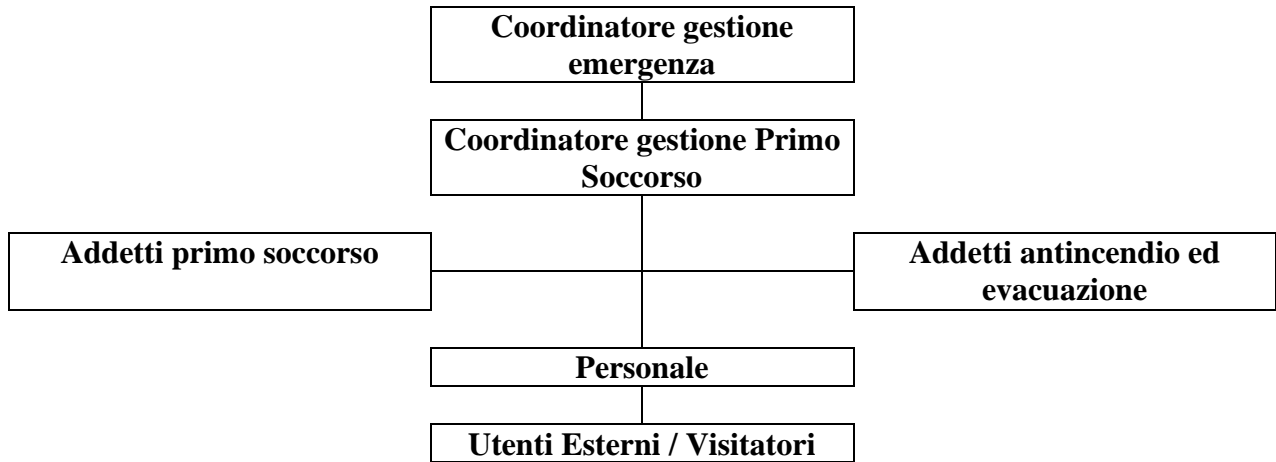 Coordinatore gestione
emergenza
Coordinatore gestione Primo
Soccorso
Addetti primo soccorso
Addetti antincendio ed
evacuazione
Personale
Utenti Esterni / Visitatori